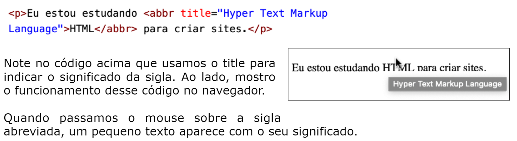 <p>Eu estou estudando <abbr title="Hyper Text Markup
Language">HTML</abbr> para criar sites.</p>
Note no código acima que usamos o title para
indicar o significado da sigla. Ao lado, mostro
o funcionamento desse código no navegador.
Eu estou estudando HTML para criar sites.
Hyper Text Markup Language
Quando passamos o mouse sobre a sigla
abreviada, um pequeno texto aparece com o seu significado.